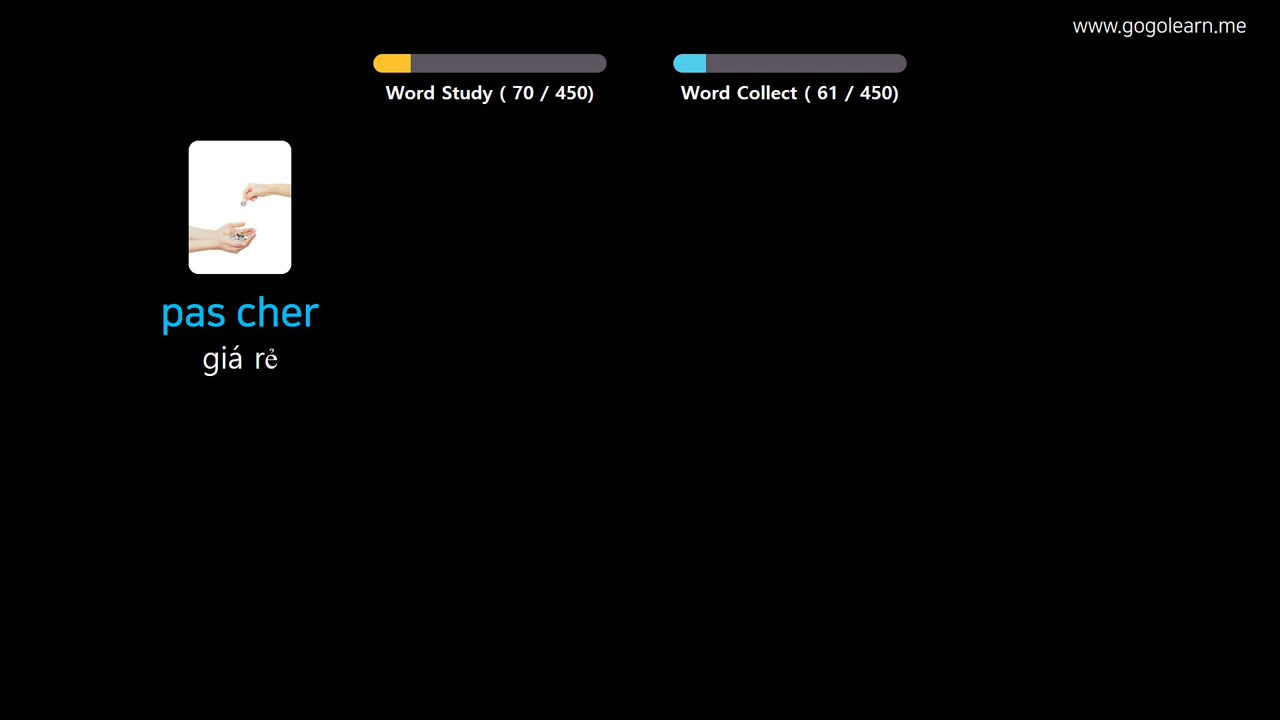 www.gogolearn.me
Word Study ( 70 / 450)
Word Collect ( 61 / 450)
pas cher
giá rẻ